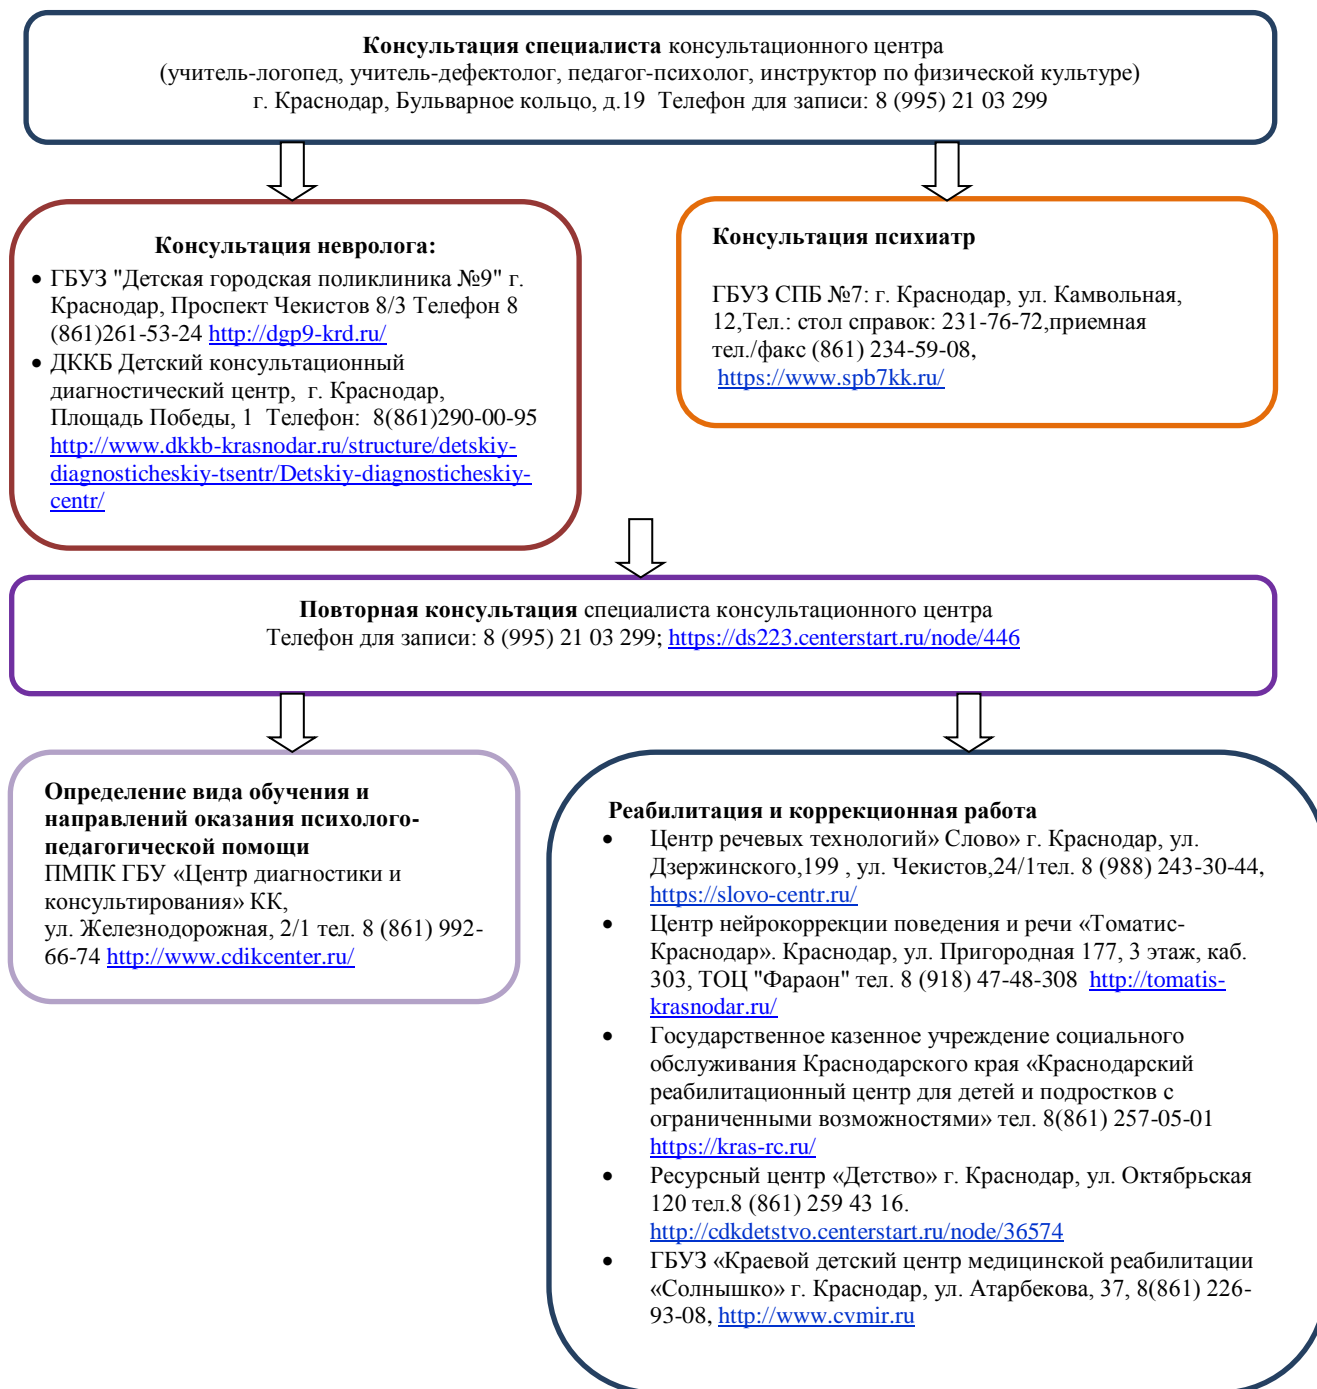 Консультация специалиста консультационного центра
(учитель-логопед, учитель-дефектолог, педагог-психолог, инструктор по физической культуре)
г. Краснодар, Бульварное кольцо, д.19 Телефон для записи: 8 (995) 21 03 299
Консультация невролога:
• ГБУЗ "Детская городская поликлиника №9" г.
Краснодар, Проспект Чекистов 8/3 Телефон 8
(861)261-53-24 http://dgp9-krd.ru/
• ДККБ Детский консультационный
диагностический центр, г. Краснодар,
Площадь Победы, 1 Телефон: 8(861)290-00-95
http://www.dkkb-krasnodar.ru/structure/detskiy-
diagnosticheskiy-tsentr/Detskiy-diagnosticheskiy-
centr/
Консультация психиатр
ГБУЗ СПБ №7: г. Краснодар, ул. Камвольная,
12,Тел.: стол справок: 231-76-72,приемная
тел./факс (861) 234-59-08,
https://www.spb7kk.ru/
Повторная консультация специалиста консультационного центра
Телефон для записи: 8 (995) 21 03 299; https://ds223.centerstart.ru/node/446
Определение вида обучения и
направлений оказания психолого-
педагогической помощи
ПМПК ГБУ «Центр диагностики и
консультирования» КК,
ул. Железнодорожная, 2/1 тел. 8 (861) 992-
66-74 http://www.cdikcenter.ru/
Реабилитация и коррекционная работа
• Центр речевых технологий» Слово» г. Краснодар, ул.
Дзержинского,199 , ул. Чекистов,24/1тел. 8 (988) 243-30-44,
https://slovo-centr.ru/
• Центр нейрокоррекции поведения и речи «Томатис-
Краснодар». Краснодар, ул. Пригородная 177, 3 этаж, каб.
303, ТОЦ "Фараон" тел. 8 (918) 47-48-308 http://tomatis-
krasnodar.ru/
• Государственное казенное учреждение социального
обслуживания Краснодарского края «Краснодарский
реабилитационный центр для детей и подростков с
ограниченными возможностями» тел. 8(861) 257-05-01
https://kras-rc.ru/
• Ресурсный центр «Детство» г. Краснодар, ул. Октябрьская
120 тел.8 (861) 259 43 16.
http://cdkdetstvo.centerstart.ru/node/36574
• ГБУЗ «Краевой детский центр медицинской реабилитации
«Солнышко» г. Краснодар, ул. Атарбекова, 37, 8(861) 226-
93-08, http://www.cvmir.ru